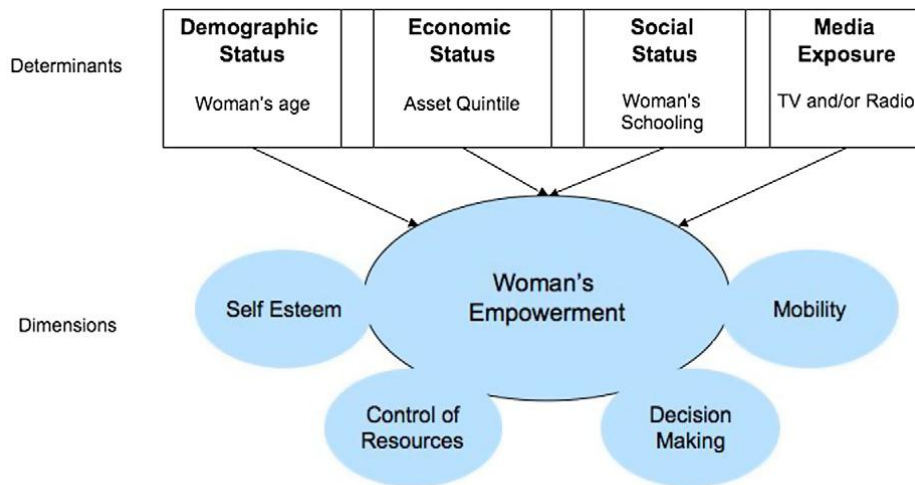 Determinants
Demographic
Status
Woman's age
Economic
Status
Asset Quintile
Social
Status
Woman's
Schooling
Media
Exposure
TV and/or Radio
Dimensions
Self Esteem
Woman's
Empowerment
Mobility
Control of
Resources
Decision
Making